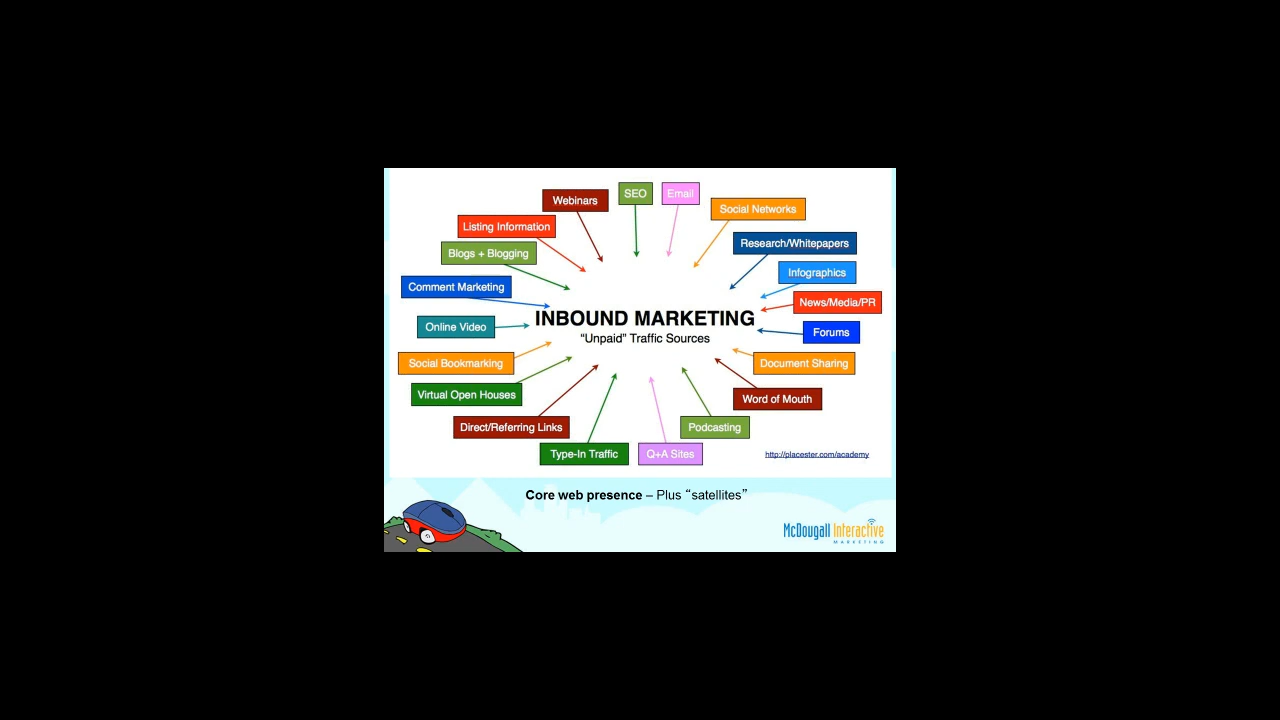 SEO
Email
Webinars
Social Networks
Listing Information
Research/Whitepapers
Blogs + Blogging
Infographics
Comment Marketing
News/Media/PR
INBOUND MARKETING
Online Video
Forums
"Unpaid" Traffic Sources
Social Bookmarking
Document Sharing
Virtual Open Houses
Word of Mouth
Direct/Referring Links
Podcasting
Type-In Traffic
Q+A Sites
http://placester.com/academy
Core web presence – Plus “satellites”
McDougall Interactive
MARKETING